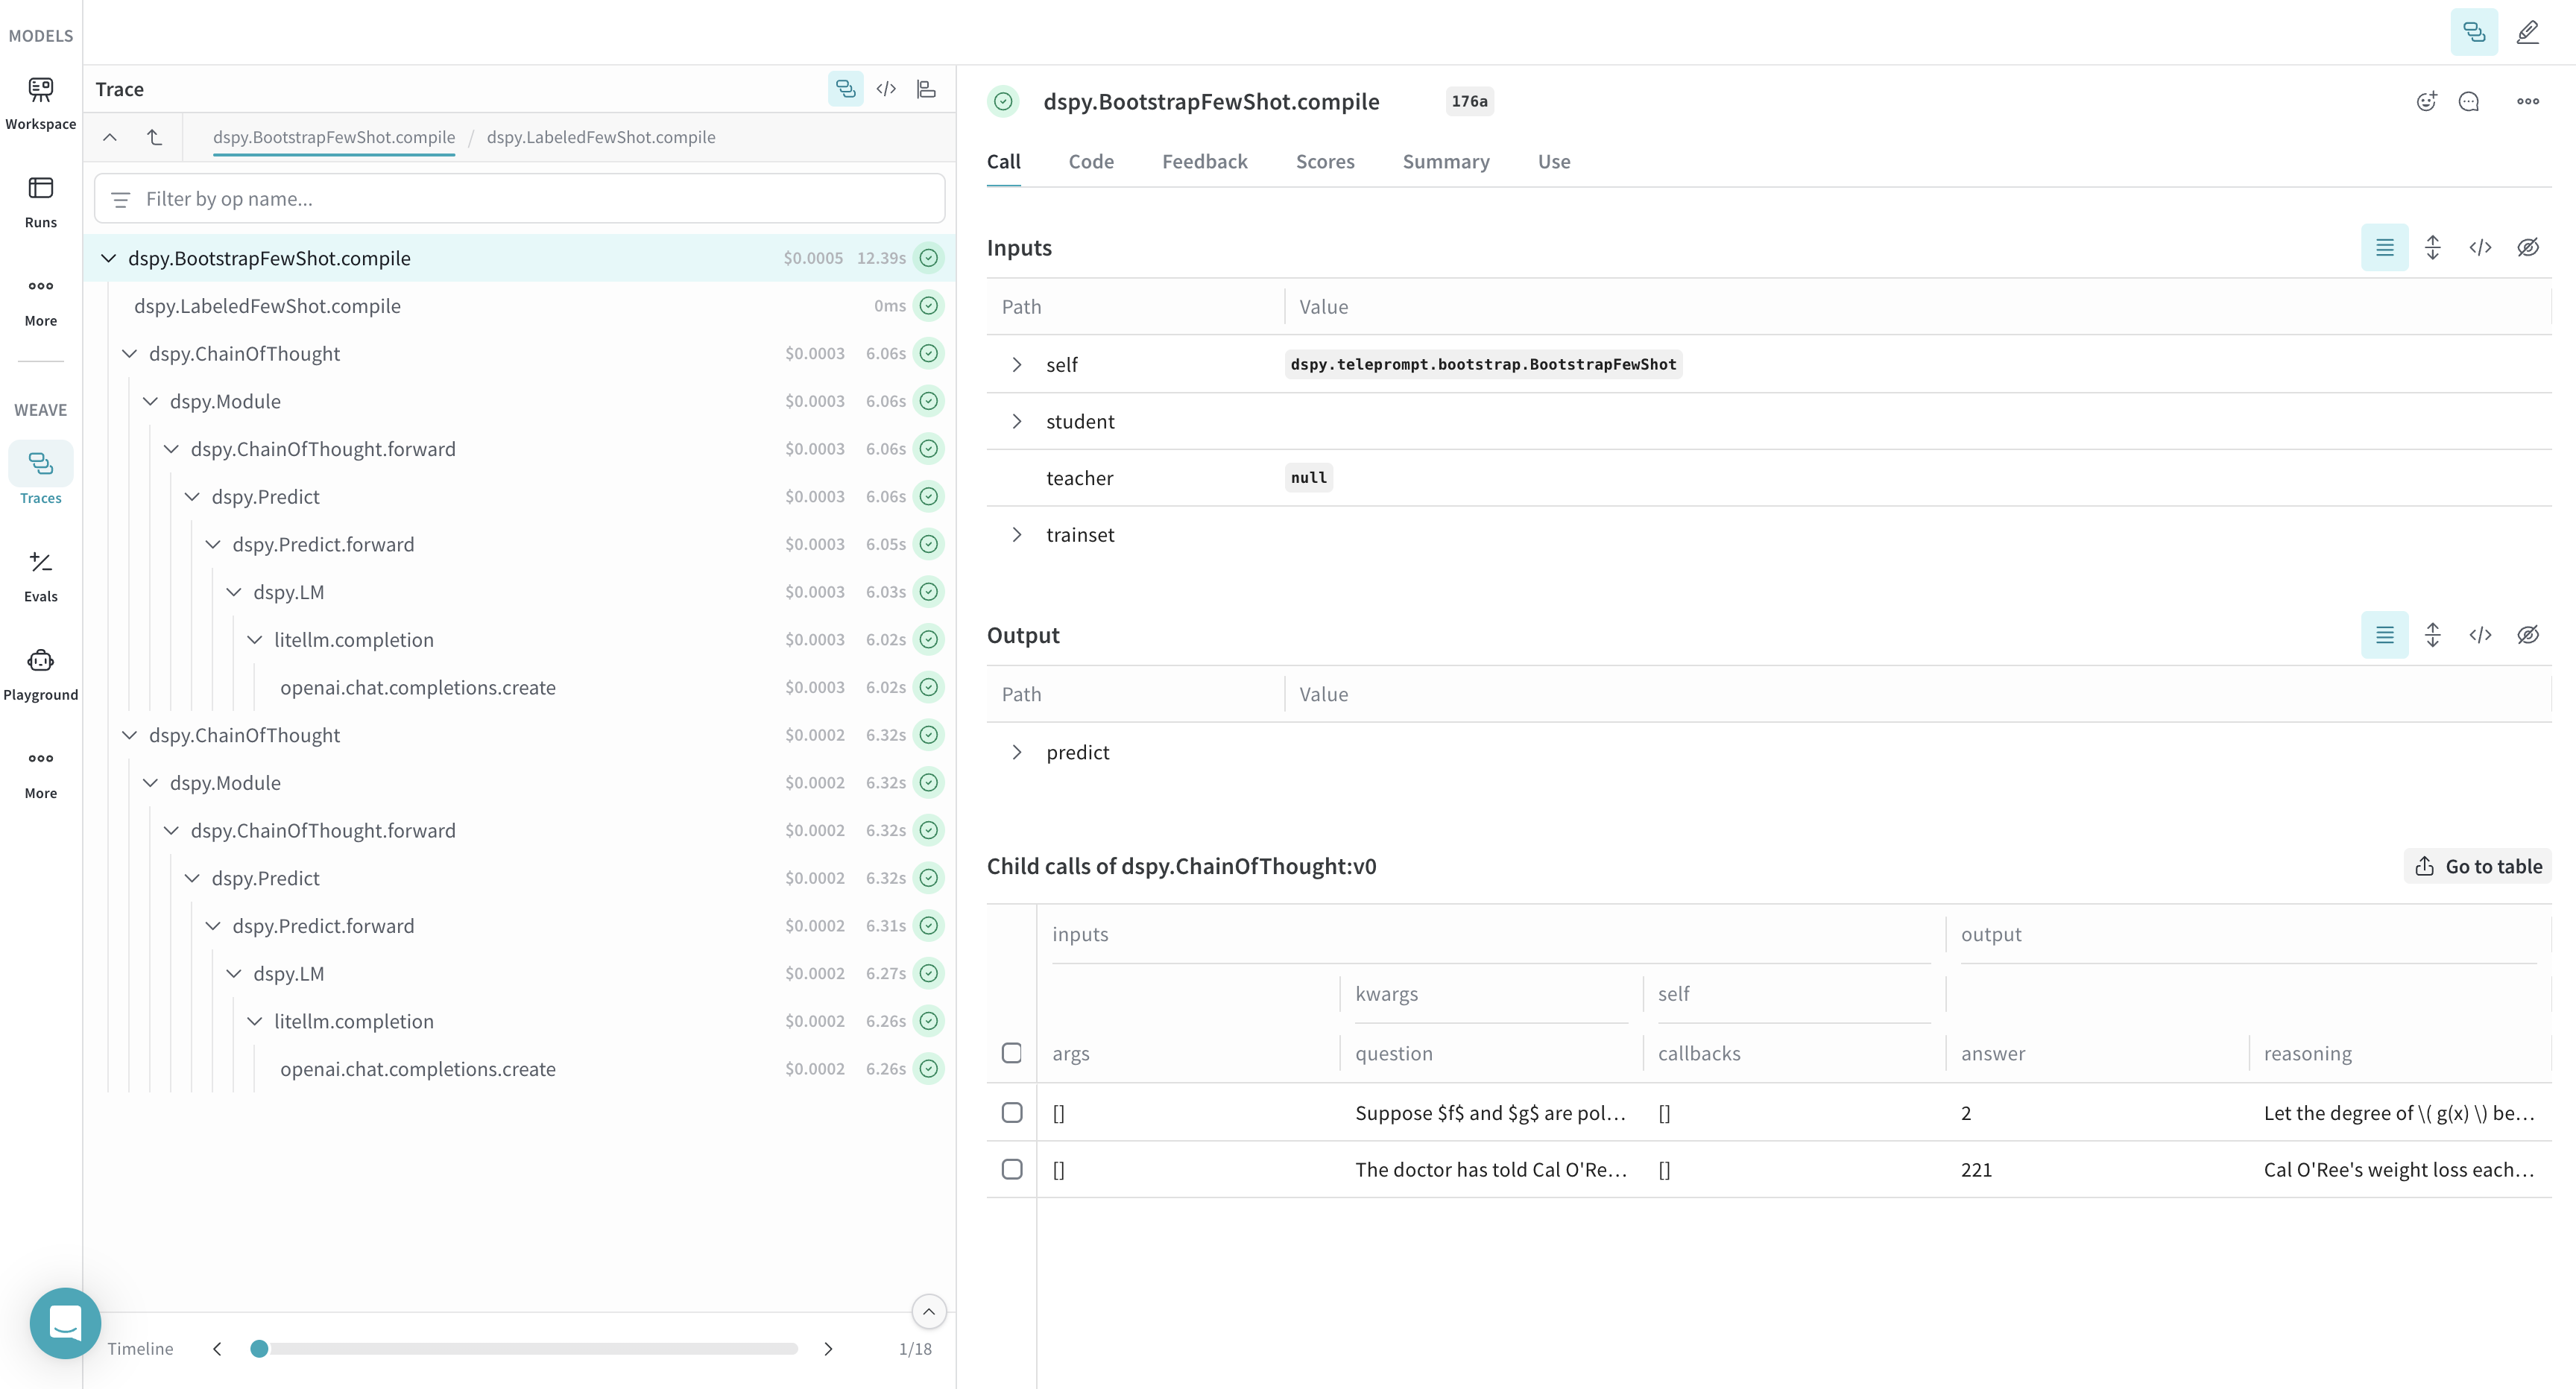 MODELS
Workspace
Runs
More
WEAVE
Traces
Evals
Playground
More
Trace
dspy.BootstrapFewShot.compile / dspy.LabeledFewShot.compile
Filter by op name...
dspy.BootstrapFewShot.compile $0.0005 12.39s
dspy.LabeledFewShot.compile 0ms
dspy.ChainOfThought $0.0003 6.06s
dspy.Module $0.0003 6.06s
dspy.ChainOfThought.forward $0.0003 6.06s
dspy.Predict $0.0003 6.06s
dspy.Predict.forward $0.0003 6.05s
dspy.LM $0.0003 6.03s
litellm.completion $0.0003 6.02s
openai.chat.completions.create $0.0003 6.02s
dspy.ChainOfThought $0.0002 6.32s
dspy.Module $0.0002 6.32s
dspy.ChainOfThought.forward $0.0002 6.32s
dspy.Predict $0.0002 6.32s
dspy.Predict.forward $0.0002 6.31s
dspy.LM $0.0002 6.27s
litellm.completion $0.0002 6.26s
openai.chat.completions.create $0.0002 6.26s
Timeline 1/18
dspy.BootstrapFewShot.compile 176a
Call Code Feedback Scores Summary Use
Inputs
Path Value
self dspy.teleprompt.bootstrap.BootstrapFewShot
student
teacher null
trainset
Output
Path Value
predict
Child calls of dspy.ChainOfThought:v0 Go to table
inputs output
kwargs self
args question callbacks answer reasoning
[] Suppose $f$ and $g$ are pol... [] 2 Let the degree of \( g(x) \) be...
[] The doctor has told Cal O'Re... [] 221 Cal O'Ree's weight loss each...